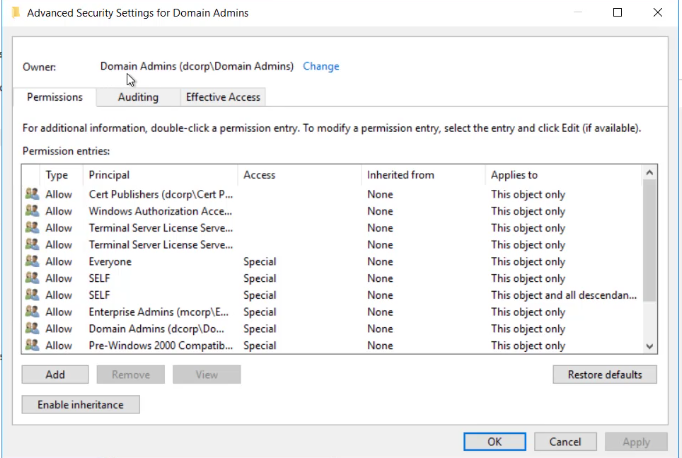 Advanced Security Settings for Domain Admins
Owner: Domain Admins (dcorp\Domain Admins) Change
Permissions Auditing Effective Access
For additional information, double-click a permission entry. To modify a permission entry, select the entry and click Edit (if available).
Permission entries:
Type Principal Access Inherited from Applies to
Allow Cert Publishers (dcorp\Cert P... None This object only
Allow Windows Authorization Acce... None This object only
Allow Terminal Server License Serve... None This object only
Allow Terminal Server License Serve... None This object only
Allow Everyone Special None This object only
Allow SELF Special None This object only
Allow SELF Special None This object and all descendan...
Allow Enterprise Admins (mcorp\E... Special None This object only
Allow Domain Admins (dcorp\Do... Special None This object only
Allow Pre-Windows 2000 Compatib... Special None This object only
Add Remove View Restore defaults
Enable inheritance
OK Cancel Apply